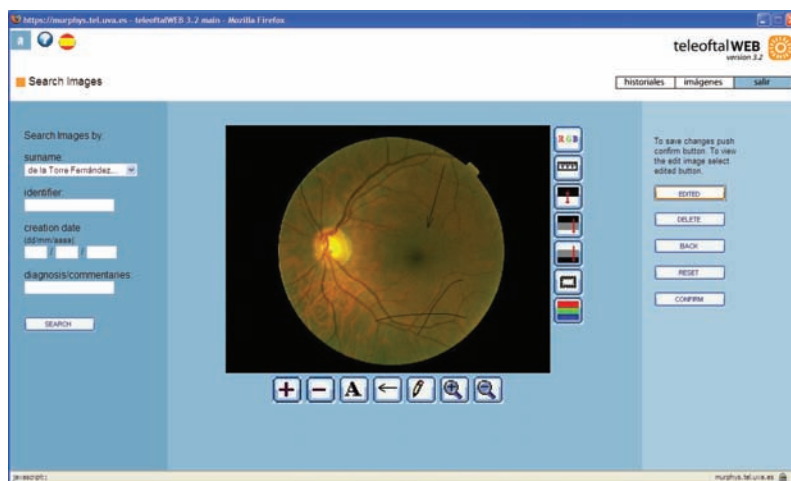 https://murphys.tel.uva.es - teleoftalWEB 3.2 main - Mozilla Firefox
teleoftalWEB
version 3.2
Search Images
historiales imágenes salir
Search Images by:
surname:
de la Torre Fernández...
identifier:
creation date
(dd/mm/aaaa):
/ /
diagnosis/commentaries:
SEARCH
RGB
To save changes push
confirm button. To view
the edit image select
edited button.
EDITED
DELETE
BACK
RESET
CONFIRM
+ − A
javascript:;
murphys.tel.uva.es